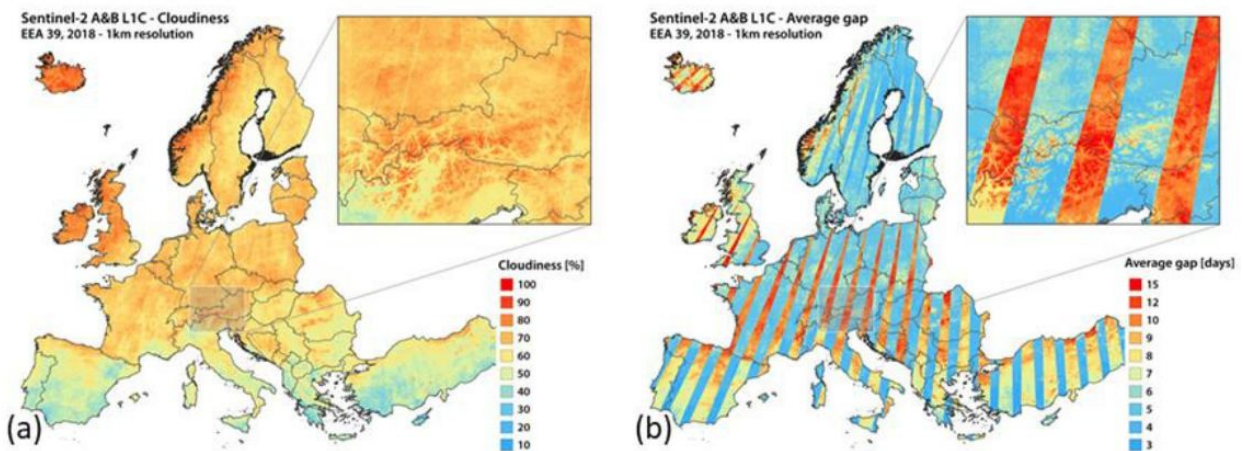 Sentinel-2 A&B L1C - Cloudiness
EEA 39, 2018 - 1km resolution
Cloudiness [%]
100
90
80
70
60
50
40
30
20
10
(a)
Sentinel-2 A&B L1C - Average gap
EEA 39, 2018 - 1km resolution
Average gap [days]
15
12
10
9
8
7
6
5
4
3
(b)